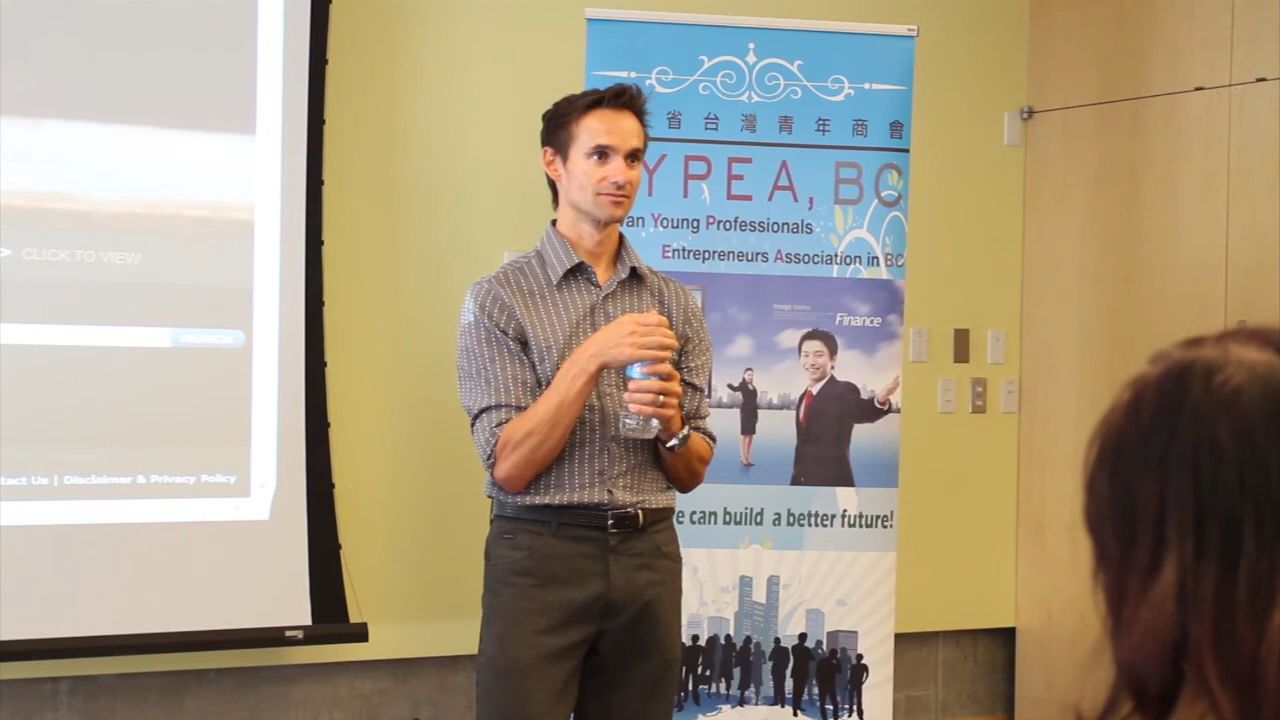 CLICK TO VIEW
tact Us | Disclaimer & Privacy Policy
省台灣青年商會
YPEA, BC
wan Young Professionals
Entrepreneurs Association in BC
Finance
e can build a better future!